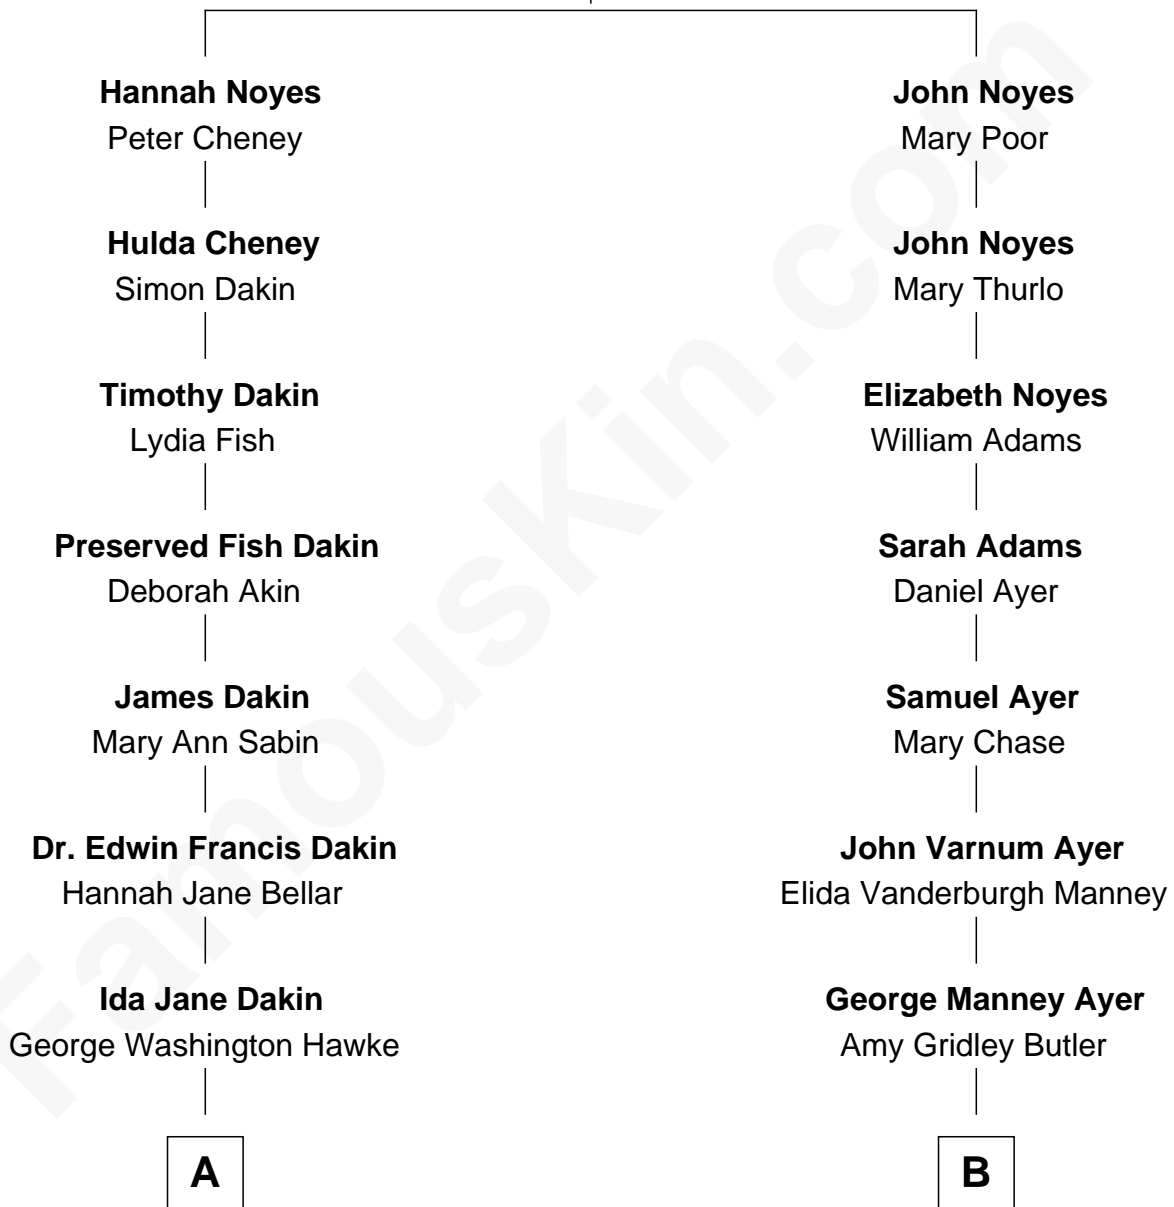 Hannah Noyes
Peter Cheney
John Noyes
Mary Poor
Hulda Cheney
Simon Dakin
John Noyes
Mary Thurlo
Timothy Dakin
Lydia Fish
Elizabeth Noyes
William Adams
Preserved Fish Dakin
Deborah Akin
Sarah Adams
Daniel Ayer
James Dakin
Mary Ann Sabin
Samuel Ayer
Mary Chase
Dr. Edwin Francis Dakin
Hannah Jane Bellar
John Varnum Ayer
Elida Vanderburgh Manney
Ida Jane Dakin
George Washington Hawke
George Manney Ayer
Amy Gridley Butler
A
B
FamousKin.com